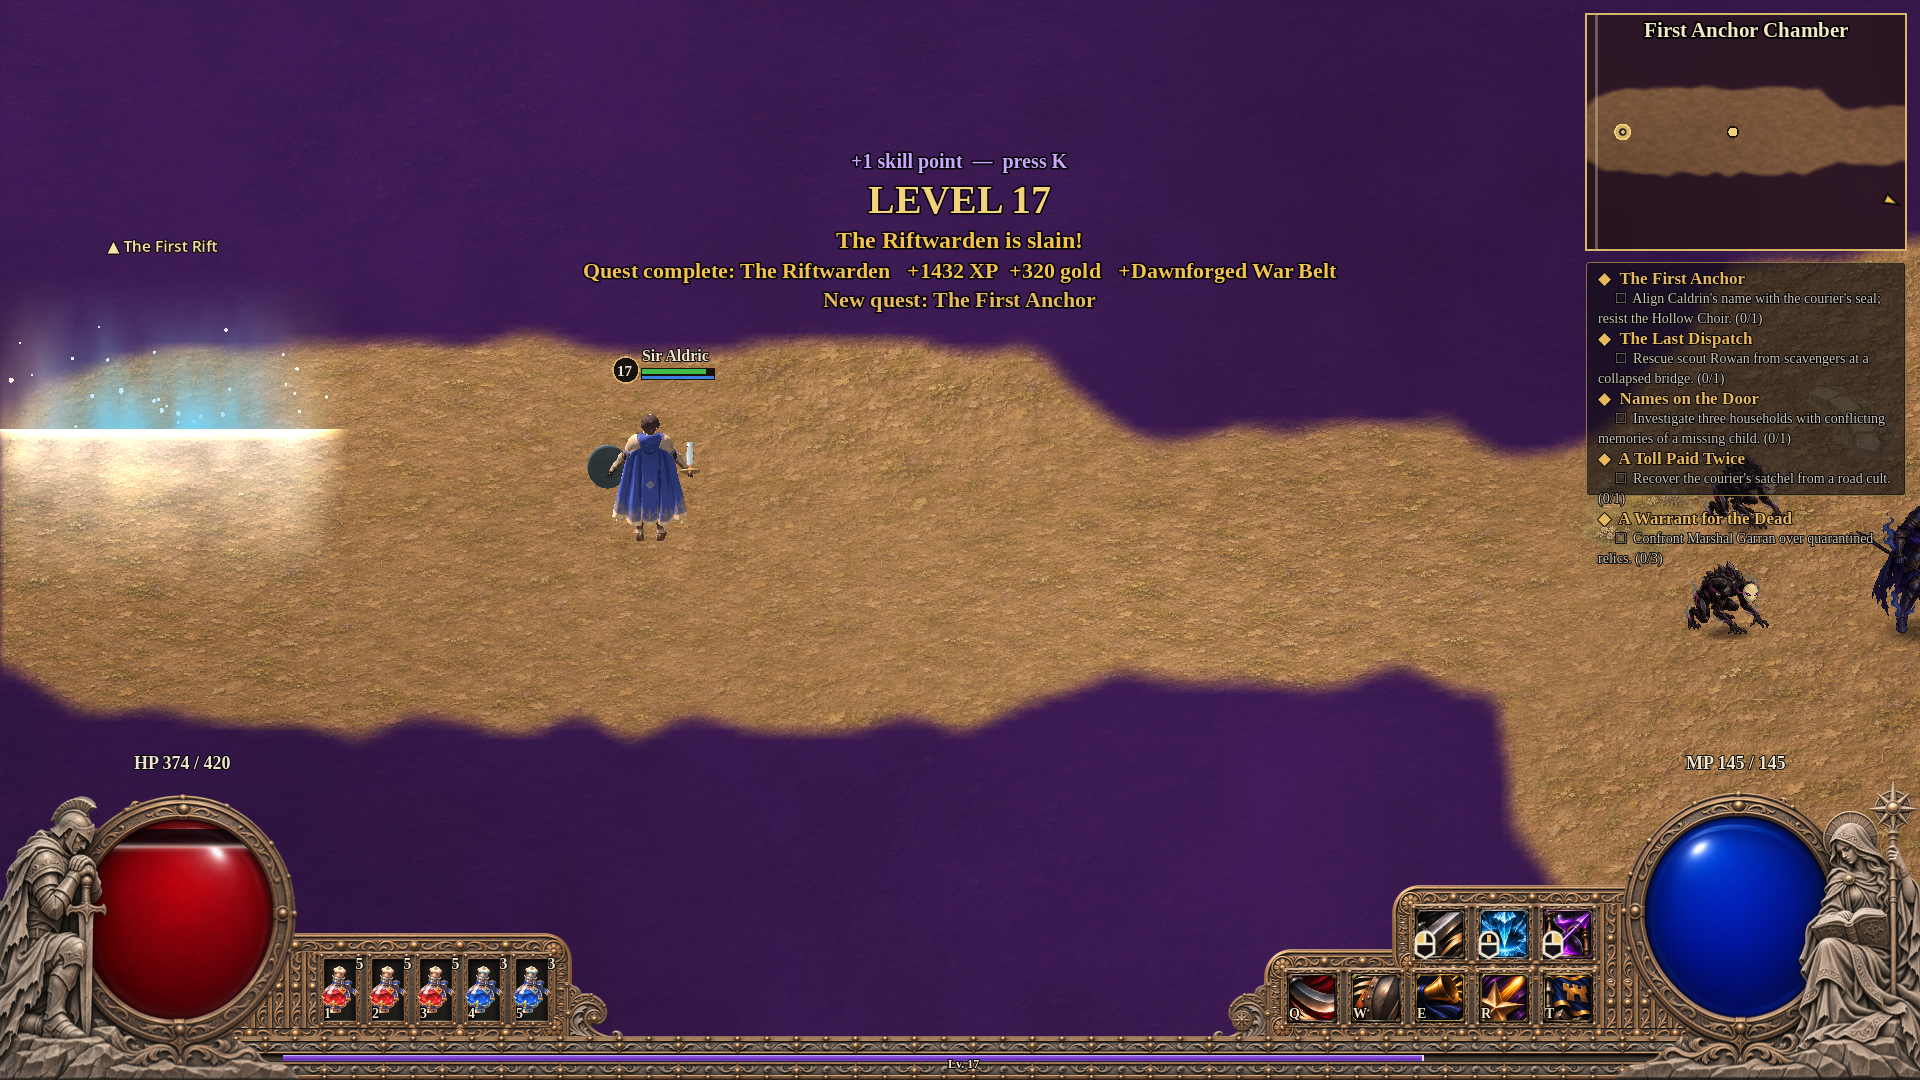 First Anchor Chamber
+1 skill point — press K
LEVEL 17
▲ The First Rift
The Riftwarden is slain!
Quest complete: The Riftwarden +1432 XP +320 gold +Dawnforged War Belt
New quest: The First Anchor
◆ The First Anchor
☐ Align Caldrin's name with the courier's seal;
resist the Hollow Choir. (0/1)
◆ The Last Dispatch
☐ Rescue scout Rowan from scavengers at a
collapsed bridge. (0/1)
◆ Names on the Door
☐ Investigate three households with conflicting
memories of a missing child. (0/1)
◆ A Toll Paid Twice
☐ Recover the courier's satchel from a road cult.
(0/1)
◆ A Warrant for the Dead
☐ Confront Marshal Garran over quarantined
relics. (0/3)
Sir Aldric
17
HP 374 / 420
MP 145 / 145
5 5 5 3 3
1 2 3 4 5
Q W E R T
Lv. 17